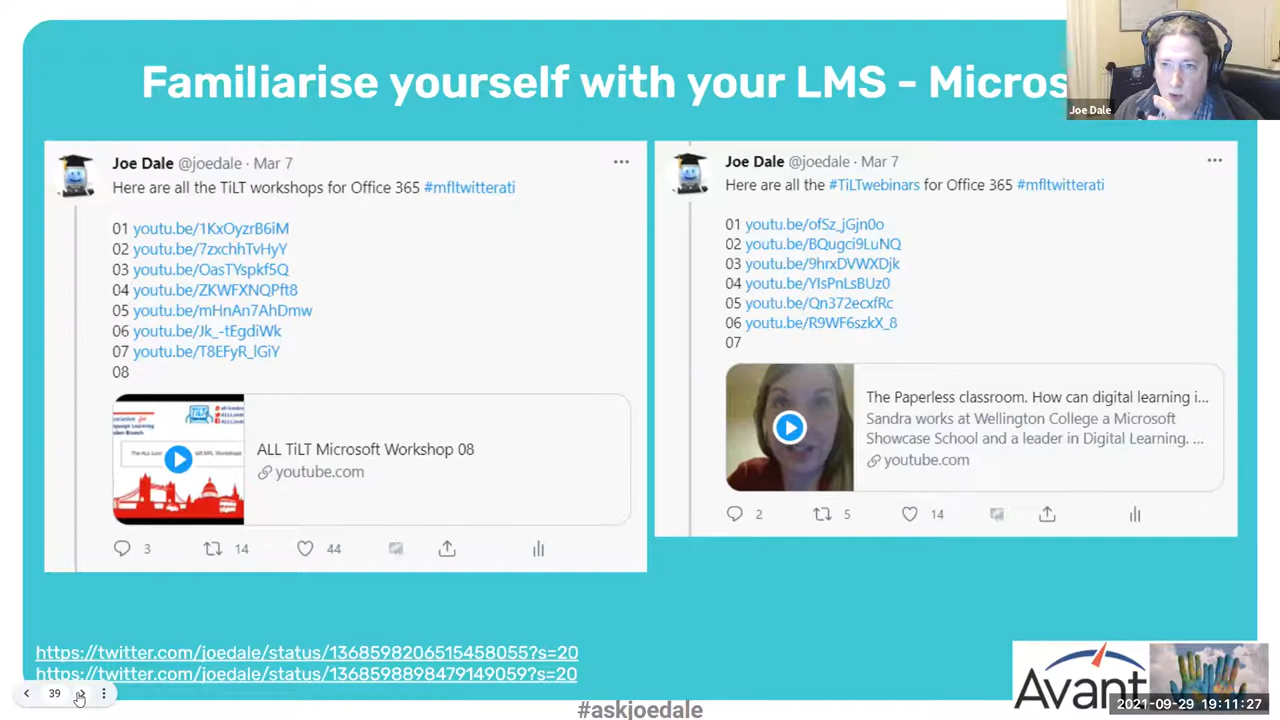 Familiarise yourself with your LMS - Micros
Joe Dale
Joe Dale @joedale · Mar 7
Here are all the TiLT workshops for Office 365 #mfltwitterati
01 youtu.be/1KxOyzrB6iM
02 youtu.be/7zxchhTvHyY
03 youtu.be/OasTYspkf5Q
04 youtu.be/ZKWFXNQPft8
05 youtu.be/mHnAn7AhDmw
06 youtu.be/Jk_-tEgdiWk
07 youtu.be/T8EFyR_lGiY
08
ALL TiLT Microsoft Workshop 08
youtube.com
3 14 44
Joe Dale @joedale · Mar 7
Here are all the #TiLTwebinars for Office 365 #mfltwitterati
01 youtu.be/ofSz_jGjn0o
02 youtu.be/BQugci9LuNQ
03 youtu.be/9hrxDVWXDjk
04 youtu.be/YIsPnLsBUz0
05 youtu.be/Qn372ecxfRc
06 youtu.be/R9WF6szkX_8
07
The Paperless classroom. How can digital learning i...
Sandra works at Wellington College a Microsoft
Showcase School and a leader in Digital Learning. ...
youtube.com
2 5 14
https://twitter.com/joedale/status/1368598206515458055?s=20
https://twitter.com/joedale/status/1368598898479149059?s=20
39
#askjoedale
Avant
2021-09-29 19:11:27